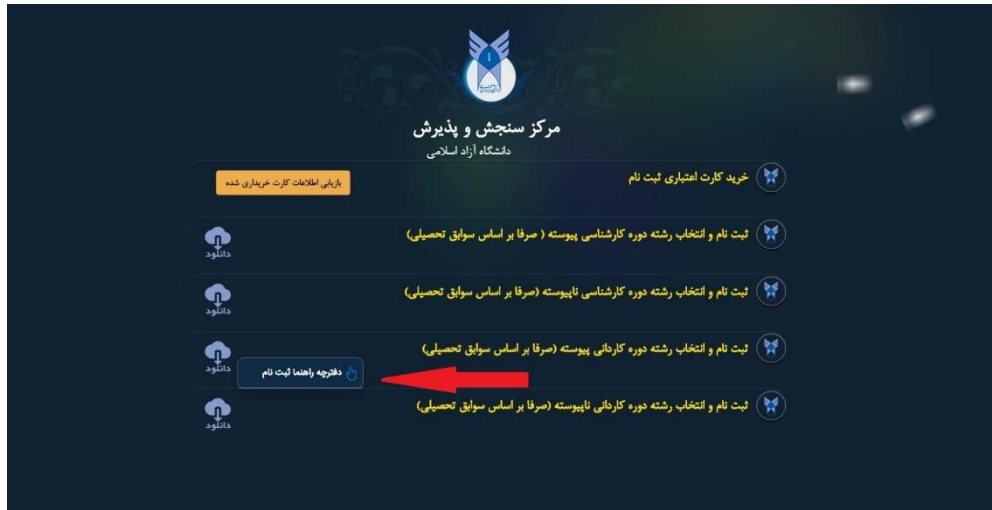 مرکز سنجش و پذیرش
دانشگاه آزاد اسلامی
خرید کارت اعتباری ثبت نام
بازیابی اطلاعات کارت خریداری شده
ثبت نام و انتخاب رشته دوره کارشناسی پیوسته ( صرفا بر اساس سوابق تحصیلی)
دانلود
ثبت نام و انتخاب رشته دوره کارشناسی ناپیوسته (صرفا بر اساس سوابق تحصیلی)
دانلود
ثبت نام و انتخاب رشته دوره کاردانی پیوسته (صرفا بر اساس سوابق تحصیلی)
دانلود
دفترچه راهنما ثبت نام
ثبت نام و انتخاب رشته دوره کاردانی ناپیوسته (صرفا بر اساس سوابق تحصیلی)
دانلود